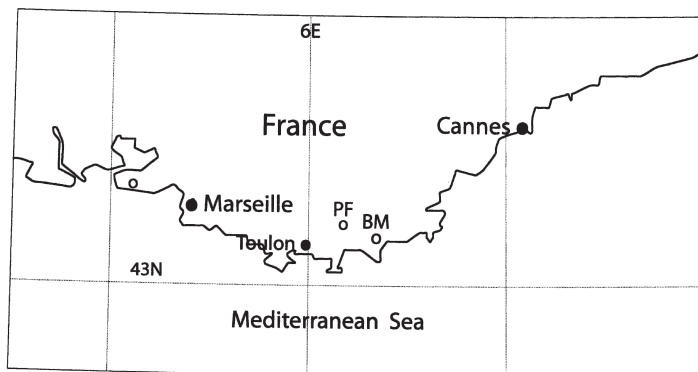 6E
France
Cannes
Marseille
PF
BM
Toulon
43N
Mediterranean Sea